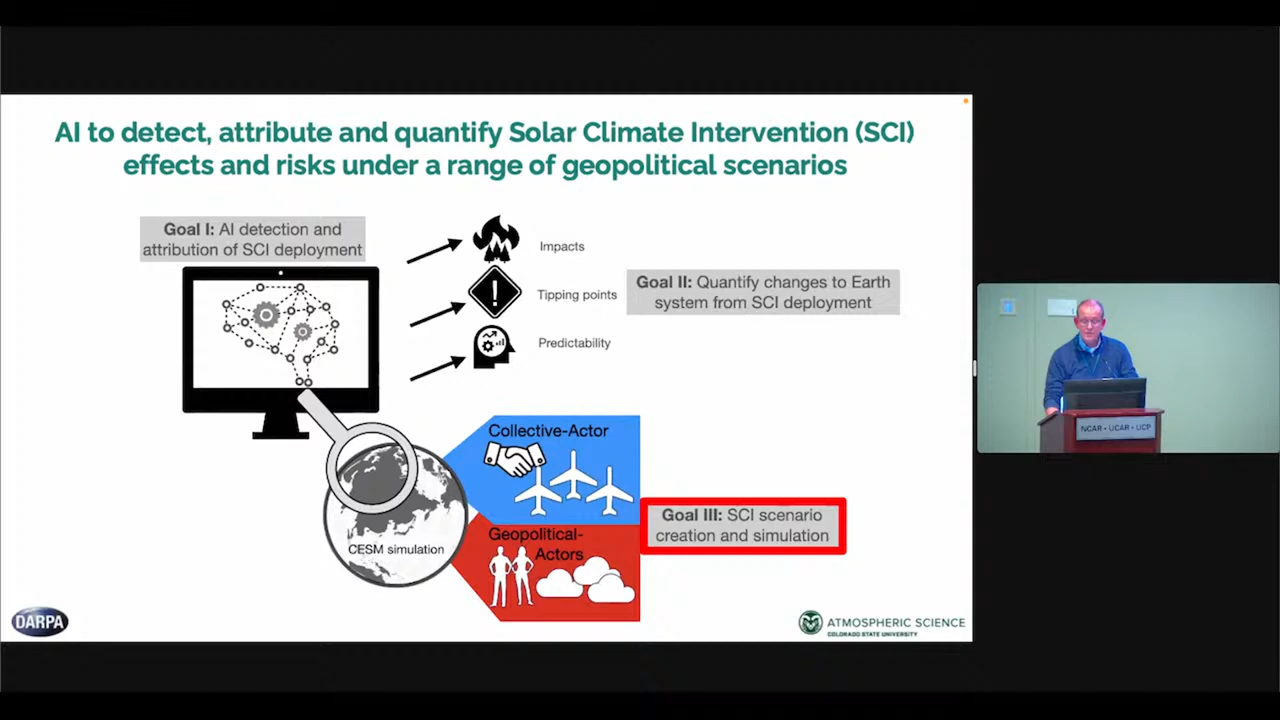 AI to detect, attribute and quantify Solar Climate Intervention (SCI)
effects and risks under a range of geopolitical scenarios
Goal I: AI detection and
attribution of SCI deployment
Impacts
Tipping points
Predictability
Goal II: Quantify changes to Earth
system from SCI deployment
Collective-Actor
Geopolitical-
Actors
CESM simulation
Goal III: SCI scenario
creation and simulation
DARPA
ATMOSPHERIC SCIENCE
COLORADO STATE UNIVERSITY
NCAR • UCAR • UCP